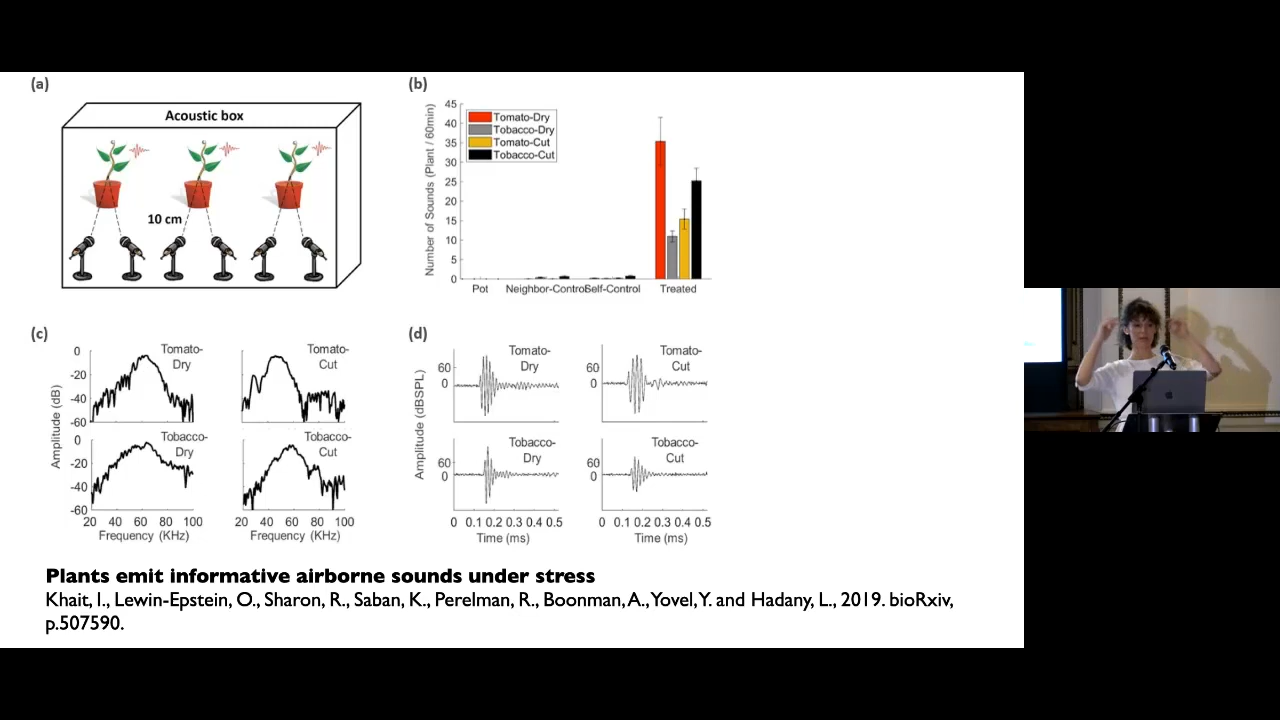 (a)
Acoustic box
10 cm
(b)
Number of Sounds (Plant / 60min)
45
40
35
30
25
20
15
10
5
0
Tomato-Dry
Tobacco-Dry
Tomato-Cut
Tobacco-Cut
Pot
Neighbor-Control
Self-Control
Treated
(c)
Amplitude (dB)
0
-20
-40
-60
Tomato-
Dry
Tomato-
Cut
0
-20
-40
-60
Tobacco-
Dry
Tobacco-
Cut
20 40 60 80 100
20 40 60 80 100
Frequency (KHz)
Frequency (KHz)
(d)
Amplitude (dBSPL)
60
0
Tomato-
Dry
60
0
Tomato-
Cut
60
0
Tobacco-
Dry
60
0
Tobacco-
Cut
0 0.1 0.2 0.3 0.4 0.5
0 0.1 0.2 0.3 0.4 0.5
Time (ms)
Time (ms)
Plants emit informative airborne sounds under stress
Khait, I., Lewin-Epstein, O., Sharon, R., Saban, K., Perelman, R., Boonman, A., Yovel, Y. and Hadany, L., 2019. bioRxiv,
p.507590.